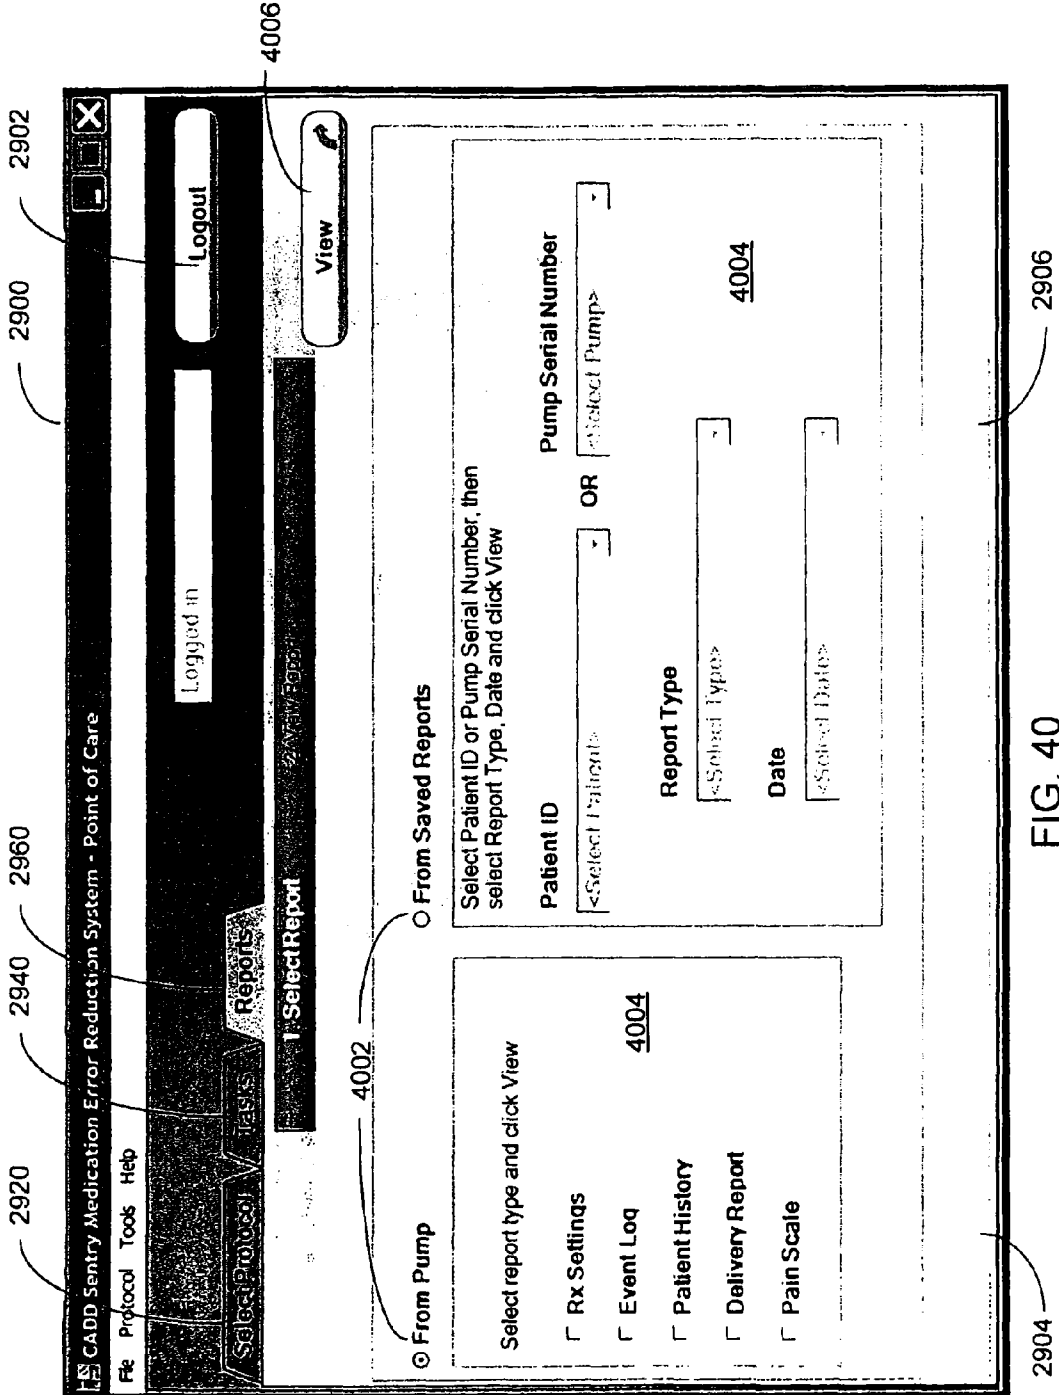 2900
2902
CADD Sentry Medication Error Reduction System - Point of Care
File Protocol Tools Help
2920
2940
2960
4006
Logged in
Logout
Select Protocol
Tasks
Reports
1. Select Report
2. View Report
View
4002
From Pump
From Saved Reports
Select report type and click View
Rx Settings
Event Log
Patient History
Delivery Report
Pain Scale
4004
Select Patient ID or Pump Serial Number, then
select Report Type, Date and click View
Patient ID
<Select Patient>
OR
Pump Serial Number
<Select Pump>
Report Type
<Select Type>
Date
<Select Date>
4004
2904
2906
FIG. 40